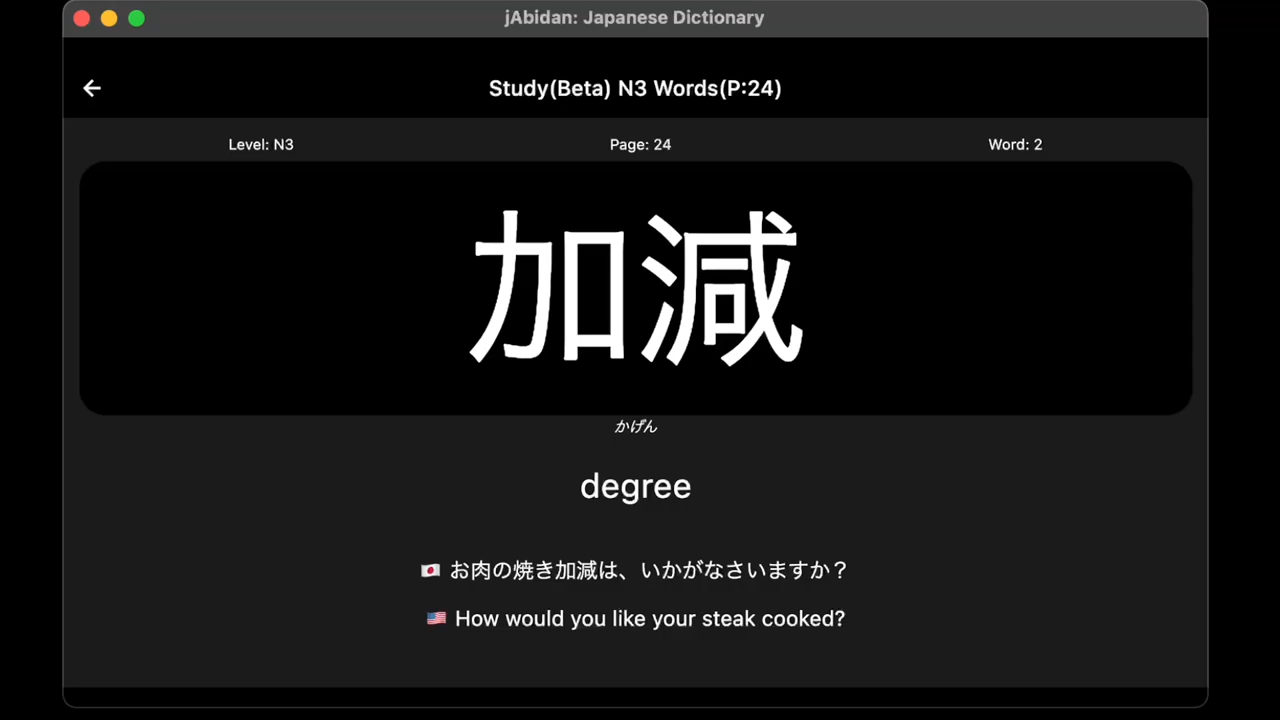 jAbidan: Japanese Dictionary
Study(Beta) N3 Words(P:24)
Level: N3
Page: 24
Word: 2
加減
かげん
degree
🇯🇵 お肉の焼き加減は、いかがなさいますか？
🇺🇸 How would you like your steak cooked?